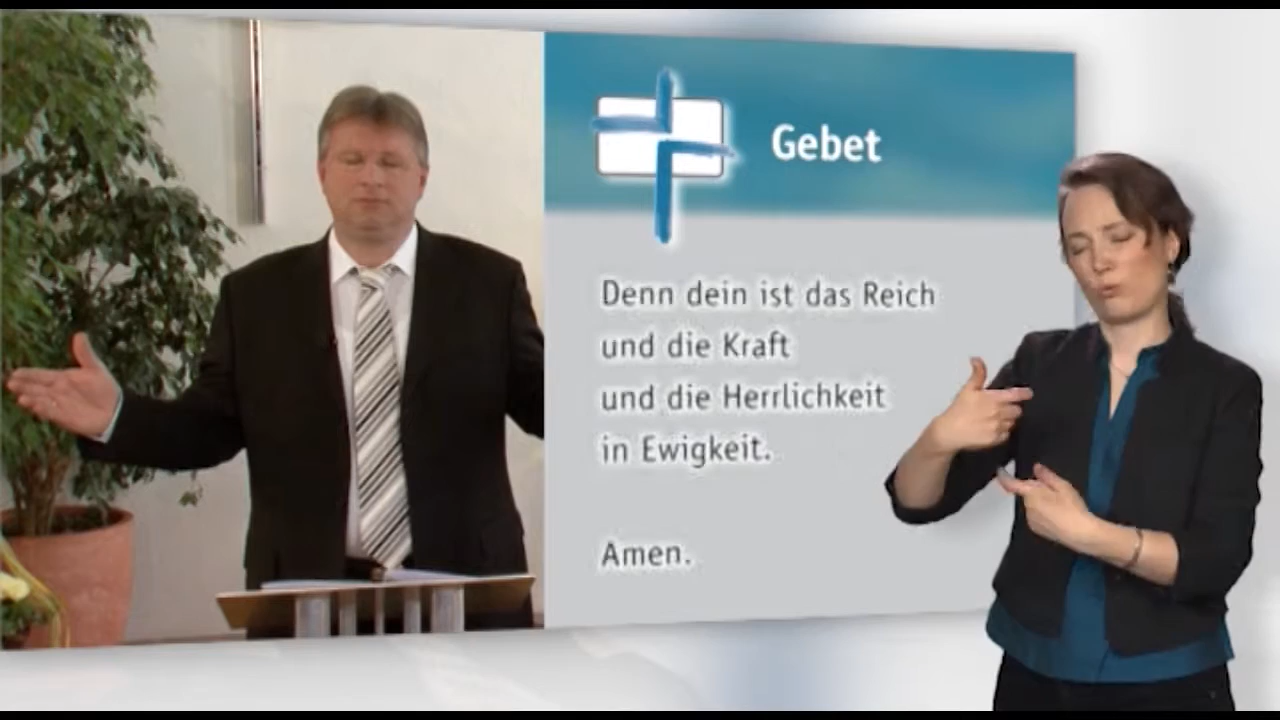 Gebet
Denn dein ist das Reich
und die Kraft
und die Herrlichkeit
in Ewigkeit.
Amen.